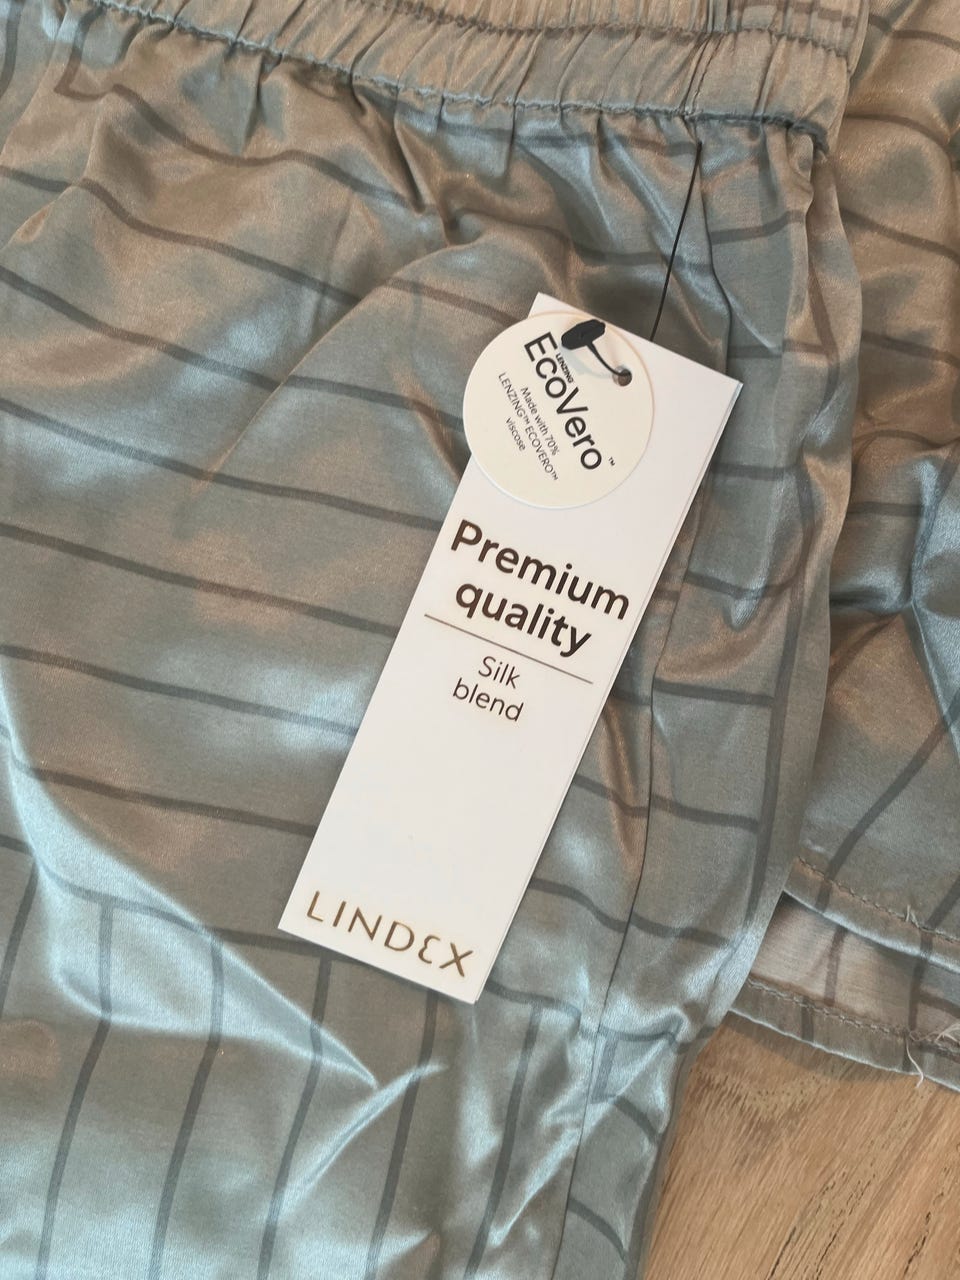 LENZING
EcoVero™
Made with 70%
LENZING™ ECOVERO™
viscose
Premium
quality
Silk
blend
LINDEX